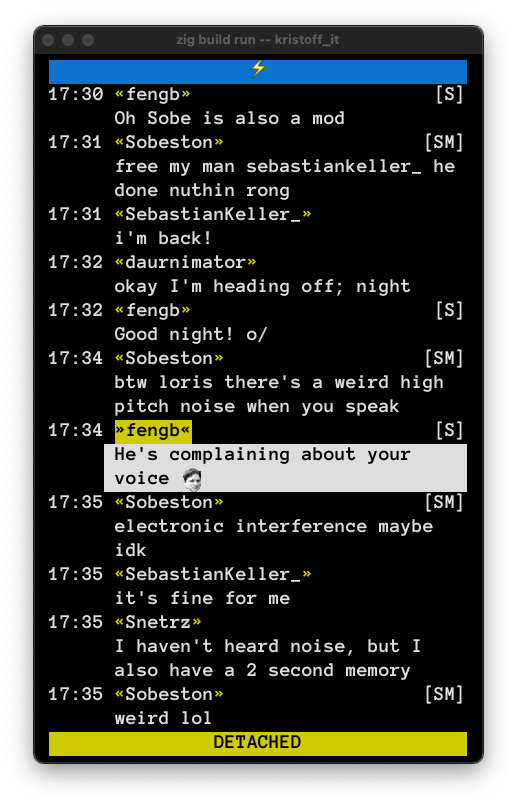 zig build run -- kristoff_it
⚡
17:30 «fengb» [S]
Oh Sobe is also a mod
17:31 «Sobeston» [SM]
free my man sebastiankeller_ he
done nuthin rong
17:31 «SebastianKeller_»
i'm back!
17:32 «daurnimator»
okay I'm heading off; night
17:32 «fengb» [S]
Good night! o/
17:34 «Sobeston» [SM]
btw loris there's a weird high
pitch noise when you speak
17:34 »fengb« [S]
He's complaining about your
voice
17:35 «Sobeston» [SM]
electronic interference maybe
idk
17:35 «SebastianKeller_»
it's fine for me
17:35 «Snetrz»
I haven't heard noise, but I
also have a 2 second memory
17:35 «Sobeston» [SM]
weird lol
DETACHED